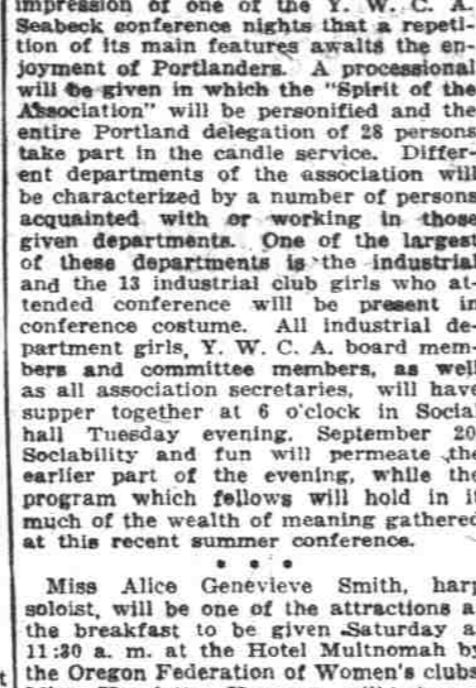 impression of one of the Y. W. C. A.
Seabeck conference nights that a repeti-
tion of its main features awaits the en-
joyment of Portlanders. A processional
will be given in which the "Spirit of the
Association" will be personified and the
entire Portland delegation of 28 persons
take part in the candle service. Differ-
ent departments of the association will
be characterized by a number of persons
acquainted with or working in those
given departments. One of the largest
of these departments is the industrial
and the 13 industrial club girls who at-
tended conference will be present in
conference costume. All industrial de-
partment girls, Y. W. C. A. board mem-
bers and committee members, as well
as all association secretaries, will have
supper together at 6 o'clock in Social
hall Tuesday evening, September 20.
Sociability and fun will permeate the
earlier part of the evening, while the
program which follows will hold in it
much of the wealth of meaning gathered
at this recent summer conference.
• • •
Miss Alice Genevieve Smith, harp
soloist, will be one of the attractions a
the breakfast to be given Saturday a
11:30 a. m. at the Hotel Multnomah by
t the Oregon Federation of Women's clubs